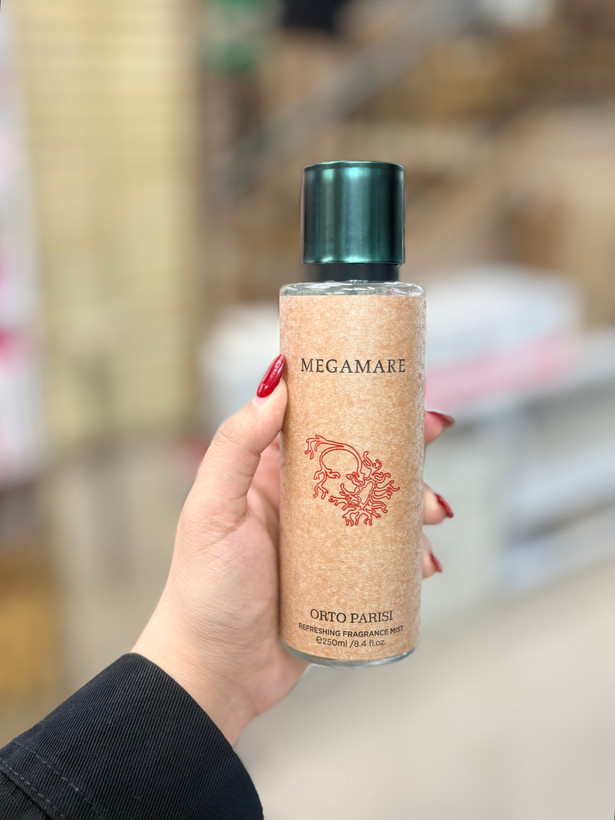 MEGAMARE
ORTO PARISI
REFRESHING FRAGRANCE MIST
℮250ml /8.4 fl.oz.